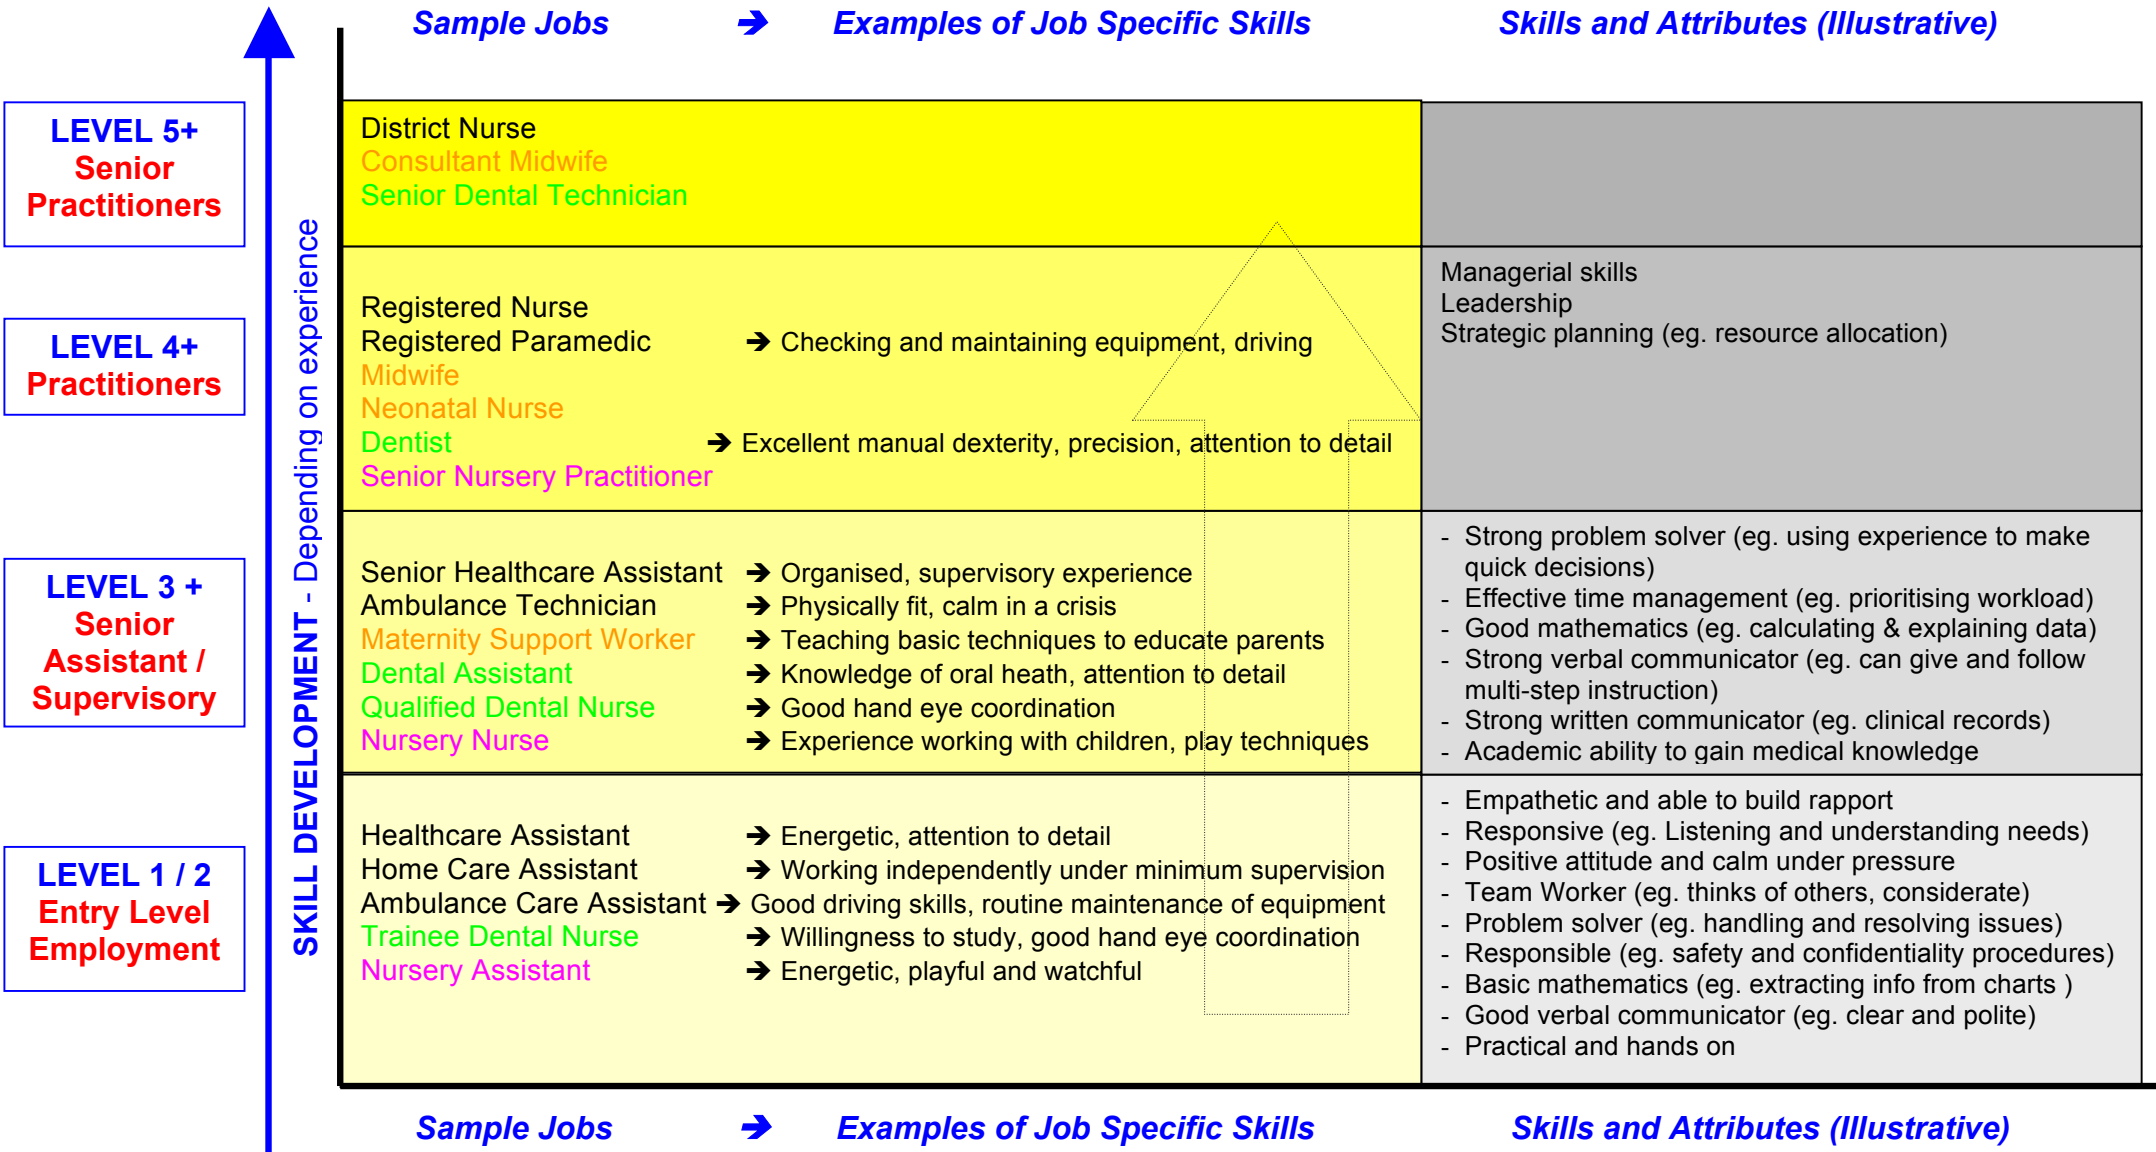 Sample Jobs ➔ Examples of Job Specific Skills Skills and Attributes (Illustrative)
LEVEL 5+
Senior
Practitioners
District Nurse
Consultant Midwife
Senior Dental Technician
LEVEL 4+
Practitioners
Registered Nurse
Registered Paramedic ➔ Checking and maintaining equipment, driving
Midwife
Neonatal Nurse
Dentist ➔ Excellent manual dexterity, precision, attention to detail
Senior Nursery Practitioner
Managerial skills
Leadership
Strategic planning (eg. resource allocation)
SKILL DEVELOPMENT - Depending on experience
LEVEL 3 +
Senior
Assistant /
Supervisory
Senior Healthcare Assistant ➔ Organised, supervisory experience
Ambulance Technician ➔ Physically fit, calm in a crisis
Maternity Support Worker ➔ Teaching basic techniques to educate parents
Dental Assistant ➔ Knowledge of oral heath, attention to detail
Qualified Dental Nurse ➔ Good hand eye coordination
Nursery Nurse ➔ Experience working with children, play techniques
- Strong problem solver (eg. using experience to make
quick decisions)
- Effective time management (eg. prioritising workload)
- Good mathematics (eg. calculating & explaining data)
- Strong verbal communicator (eg. can give and follow
multi-step instruction)
- Strong written communicator (eg. clinical records)
- Academic ability to gain medical knowledge
LEVEL 1 / 2
Entry Level
Employment
Healthcare Assistant ➔ Energetic, attention to detail
Home Care Assistant ➔ Working independently under minimum supervision
Ambulance Care Assistant ➔ Good driving skills, routine maintenance of equipment
Trainee Dental Nurse ➔ Willingness to study, good hand eye coordination
Nursery Assistant ➔ Energetic, playful and watchful
- Empathetic and able to build rapport
- Responsive (eg. Listening and understanding needs)
- Positive attitude and calm under pressure
- Team Worker (eg. thinks of others, considerate)
- Problem solver (eg. handling and resolving issues)
- Responsible (eg. safety and confidentiality procedures)
- Basic mathematics (eg. extracting info from charts )
- Good verbal communicator (eg. clear and polite)
- Practical and hands on
Sample Jobs ➔ Examples of Job Specific Skills Skills and Attributes (Illustrative)